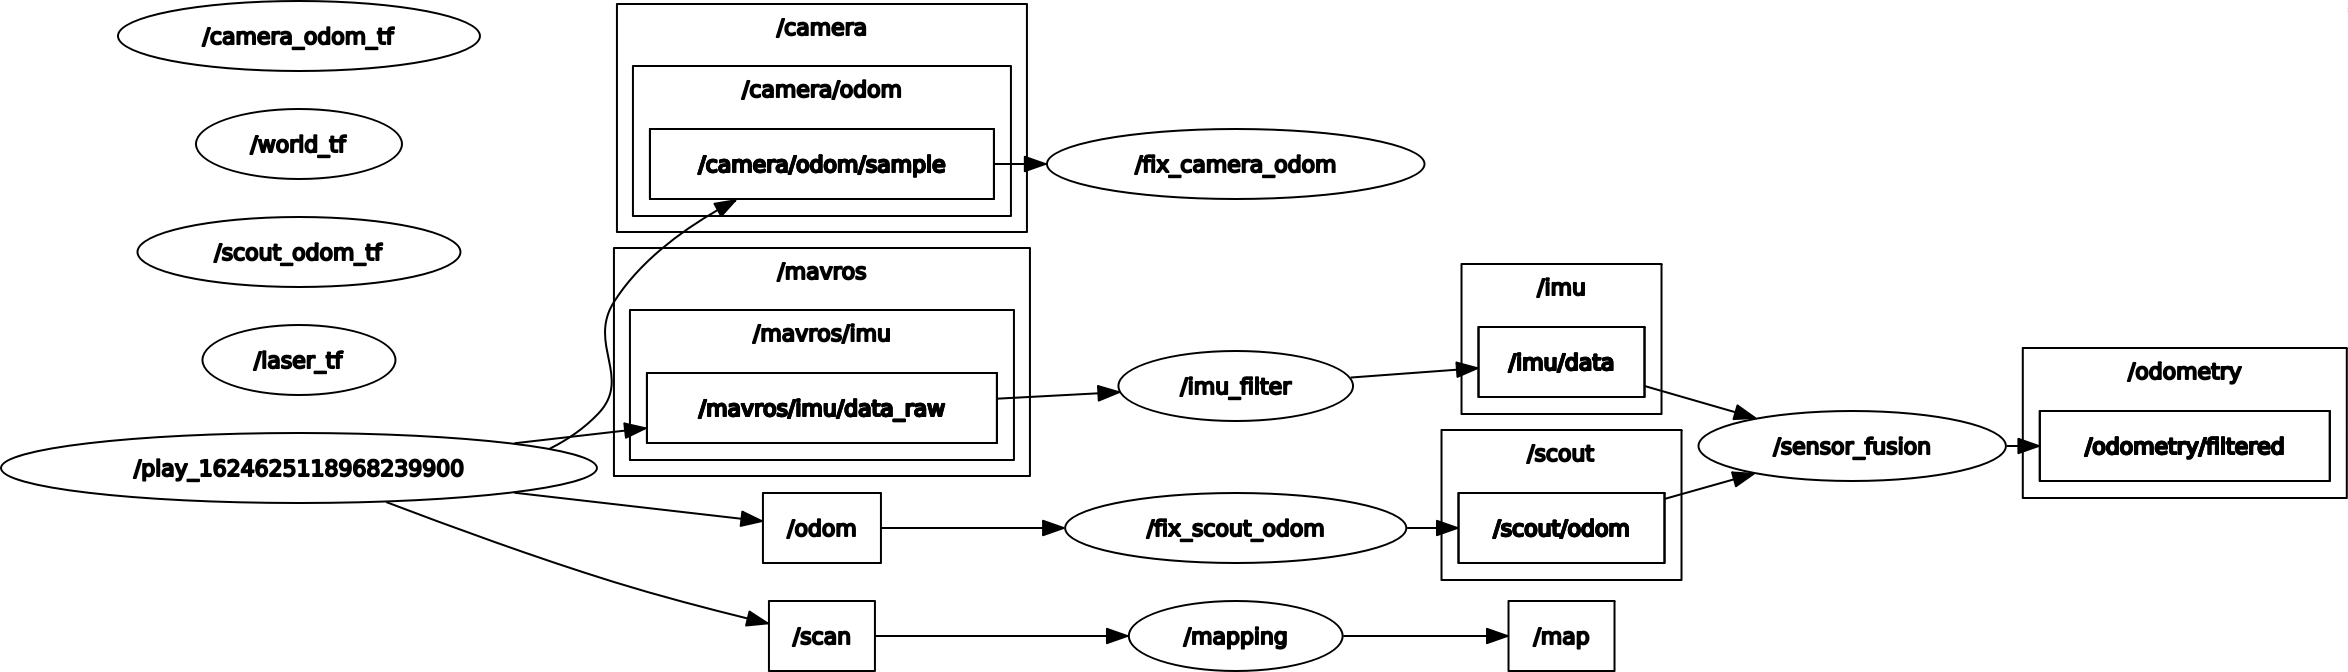 /camera_odom_tf
/world_tf
/scout_odom_tf
/laser_tf
/play_1624625118968239900
/camera
/camera/odom
/camera/odom/sample
/fix_camera_odom
/mavros
/mavros/imu
/mavros/imu/data_raw
/imu_filter
/imu
/imu/data
/odom
/fix_scout_odom
/scout
/scout/odom
/sensor_fusion
/odometry
/odometry/filtered
/scan
/mapping
/map